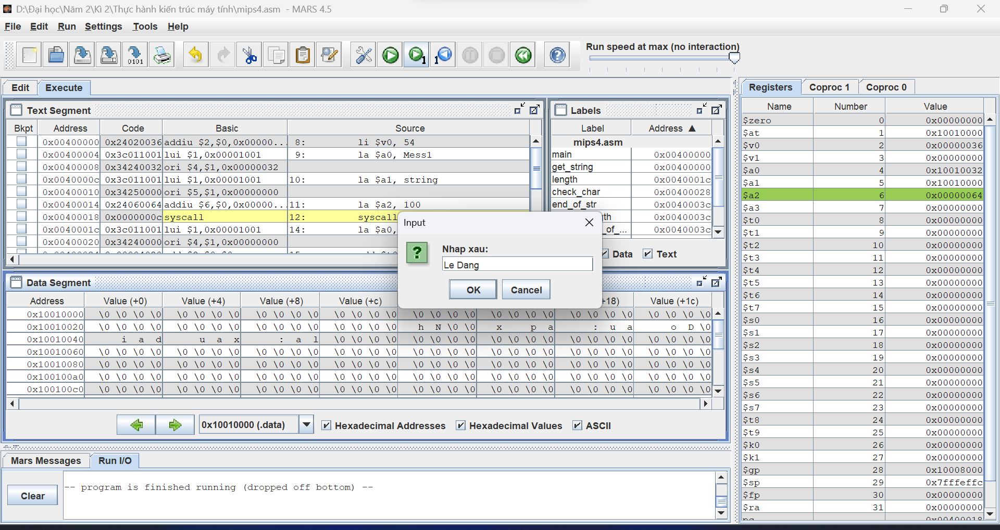 D:\Đại học\Năm 2\Kì 2\Thực hành kiến trúc máy tính\mips4.asm - MARS 4.5
File Edit Run Settings Tools Help
Run speed at max (no interaction)
Edit Execute
Text Segment
Bkpt Address Code Basic Source
0x00400000 0x24020036 addiu $2,$0,0x00000... 8: li $v0, 54
0x00400004 0x3c011001 lui $1,0x00001001 9: la $a0, Mess1
0x00400008 0x34240032 ori $4,$1,0x00000032
0x0040000c 0x3c011001 lui $1,0x00001001 10: la $a1, string
0x00400010 0x34250000 ori $5,$1,0x00000000
0x00400014 0x24060064 addiu $6,$0,0x00000... 11: la $a2, 100
0x00400018 0x0000000c syscall 12: syscall
0x0040001c 0x3c011001 lui $1,0x00001001 14: la $a0,
0x00400020 0x34240000 ori $4,$1,0x00000000
Labels
Label Address ▲
mips4.asm
main 0x00400000
get_string 0x00400000
length 0x0040001c
check_char 0x00400028
end_of_str 0x0040003c
th 0x0040003c
_of_... 0x0040003c
Data Text
Input
Nhap xau:
Le Dang
OK Cancel
Data Segment
Address Value (+0) Value (+4) Value (+8) Value (+c) +18) Value (+1c)
0x10010000 \0 \0 \0 \0 \0 \0 \0 \0 \0 \0 \0 \0 \0 \0 \0 \0 \0 \0 \0 \0 \0 \0 \0 \0 \0 \0 \0 \0 \0 \0 \0 \0
0x10010020 \0 \0 \0 \0 \0 \0 \0 \0 \0 \0 \0 \0 \0 \0 \0 \0 h N \0 \0 x p a : u a o D \0
0x10010040 i a d u a x : a l \0 \0 \0 \0 \0 \0 \0 \0 \0 \0 \0 \0 \0 \0 \0 \0 \0 \0 \0 \0
0x10010060 \0 \0 \0 \0 \0 \0 \0 \0 \0 \0 \0 \0 \0 \0 \0 \0 \0 \0 \0 \0 \0 \0 \0 \0 \0 \0 \0 \0 \0 \0 \0 \0
0x10010080 \0 \0 \0 \0 \0 \0 \0 \0 \0 \0 \0 \0 \0 \0 \0 \0 \0 \0 \0 \0 \0 \0 \0 \0 \0 \0 \0 \0 \0 \0 \0 \0
0x100100a0 \0 \0 \0 \0 \0 \0 \0 \0 \0 \0 \0 \0 \0 \0 \0 \0 \0 \0 \0 \0 \0 \0 \0 \0 \0 \0 \0 \0 \0 \0 \0 \0
0x100100c0 \0 \0 \0 \0 \0 \0 \0 \0 \0 \0 \0 \0 \0 \0 \0 \0 \0 \0 \0 \0 \0 \0 \0 \0 \0 \0 \0 \0 \0 \0 \0 \0
0x10010000 (.data) Hexadecimal Addresses Hexadecimal Values ASCII
Mars Messages Run I/O
Clear
-- program is finished running (dropped off bottom) --
Registers Coproc 1 Coproc 0
Name Number Value
$zero 0 0x00000000
$at 1 0x10010000
$v0 2 0x00000036
$v1 3 0x00000000
$a0 4 0x10010032
$a1 5 0x10010000
$a2 6 0x00000064
$a3 7 0x00000000
$t0 8 0x00000000
$t1 9 0x00000000
$t2 10 0x00000000
$t3 11 0x00000000
$t4 12 0x00000000
$t5 13 0x00000000
$t6 14 0x00000000
$t7 15 0x00000000
$s0 16 0x00000000
$s1 17 0x00000000
$s2 18 0x00000000
$s3 19 0x00000000
$s4 20 0x00000000
$s5 21 0x00000000
$s6 22 0x00000000
$s7 23 0x00000000
$t8 24 0x00000000
$t9 25 0x00000000
$k0 26 0x00000000
$k1 27 0x00000000
$gp 28 0x10008000
$sp 29 0x7fffeffc
$fp 30 0x00000000
$ra 31 0x00000000
pc 0x00400018